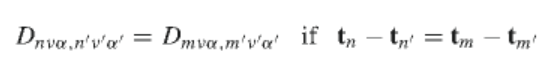 D_{nνα,n′ν′α′} = D_{mνα,m′ν′α′} if t_n − t_{n′} = t_m − t_{m′}